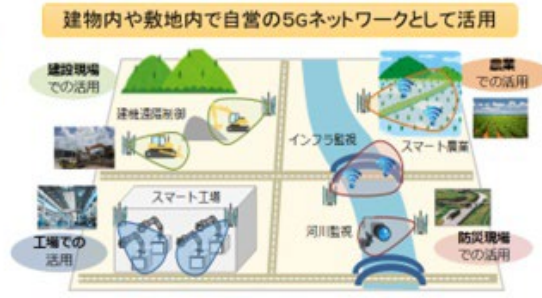 建物内や敷地内で自営の5Gネットワークとして活用
建設現場
での活用
農業
での活用
建機遠隔制御
インフラ監視
スマート農業
スマート工場
河川監視
工場での
活用
防災現場
での活用